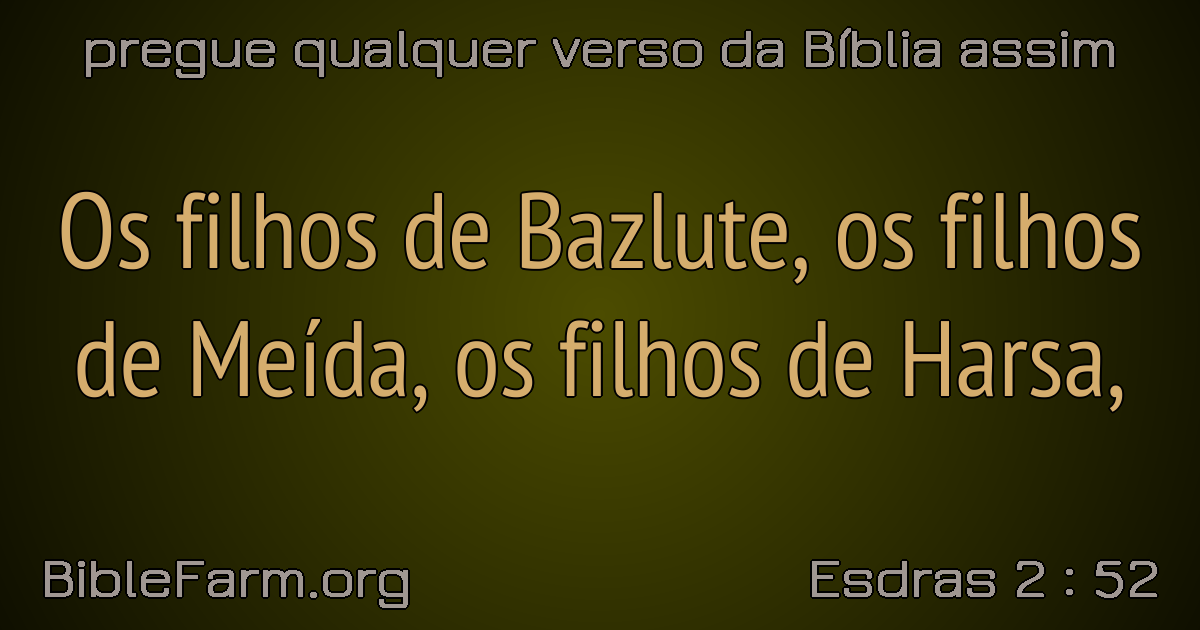 pregue qualquer verso da Bíblia assim
Os filhos de Bazlute, os filhos
de Meída, os filhos de Harsa,
BibleFarm.org
Esdras 2 : 52